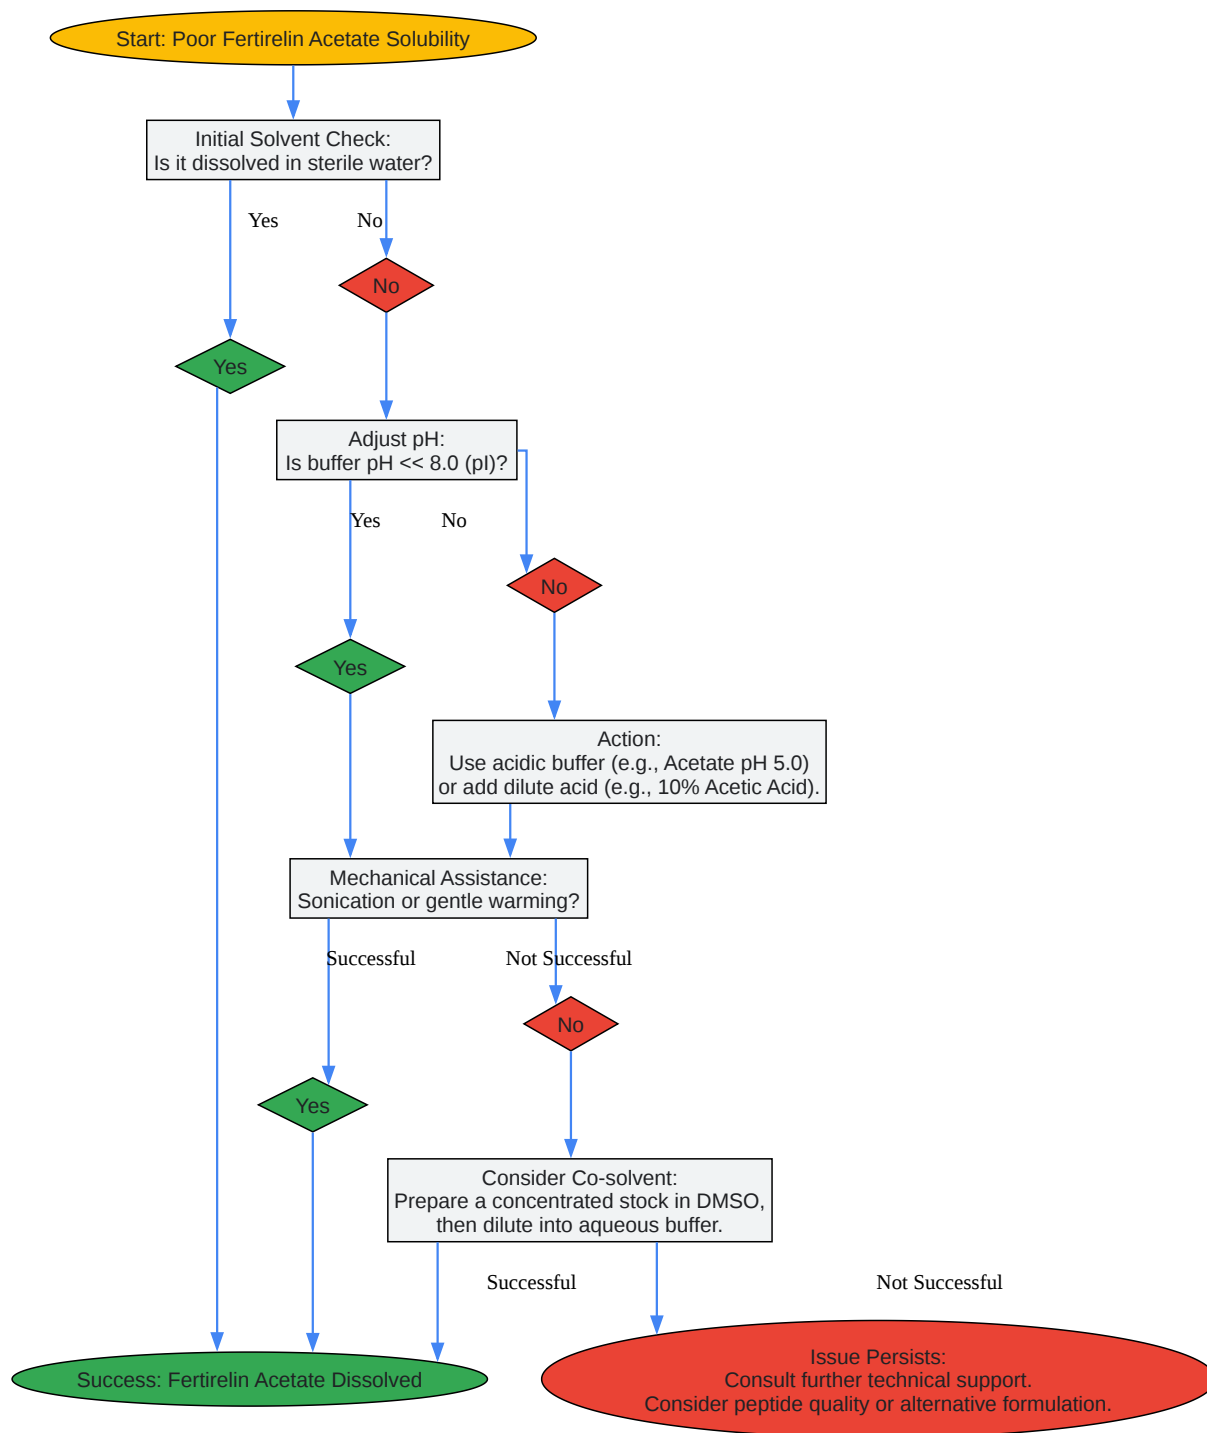 Start: Poor Fertirelin Acetate Solubility
Initial Solvent Check:
Is it dissolved in sterile water?
Yes
No
No
Yes
Adjust pH:
Is buffer pH << 8.0 (pI)?
Yes
No
No
Yes
Action:
Use acidic buffer (e.g., Acetate pH 5.0)
or add dilute acid (e.g., 10% Acetic Acid).
Mechanical Assistance:
Sonication or gentle warming?
Successful
Not Successful
No
Yes
Consider Co-solvent:
Prepare a concentrated stock in DMSO,
then dilute into aqueous buffer.
Successful
Not Successful
Success: Fertirelin Acetate Dissolved
Issue Persists:
Consult further technical support.
Consider peptide quality or alternative formulation.